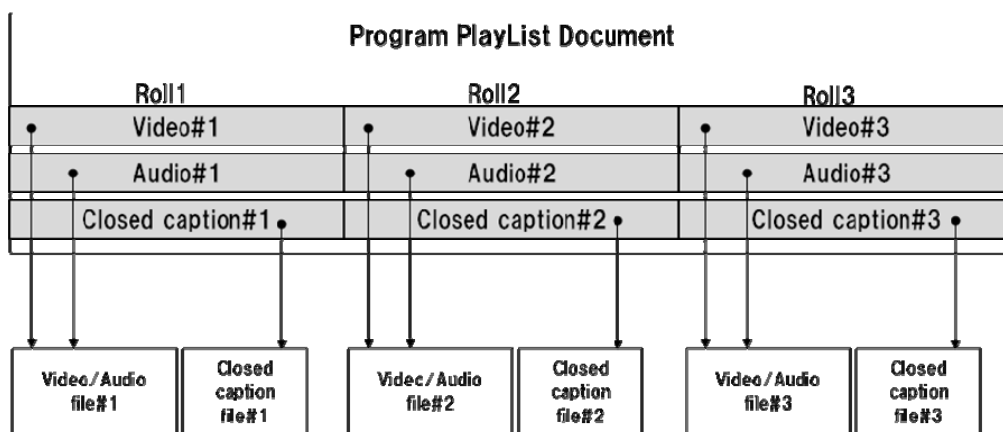 Program PlayList Document
Roll1 Roll2 Roll3
Video#1 Video#2 Video#3
Audio#1 Audio#2 Audio#3
Closed caption#1 Closed caption#2 Closed caption#3
Video/Audio
file#1
Closed
caption
file#1
Video/Audio
file#2
Closed
caption
file#2
Video/Audio
file#3
Closed
caption
file#3